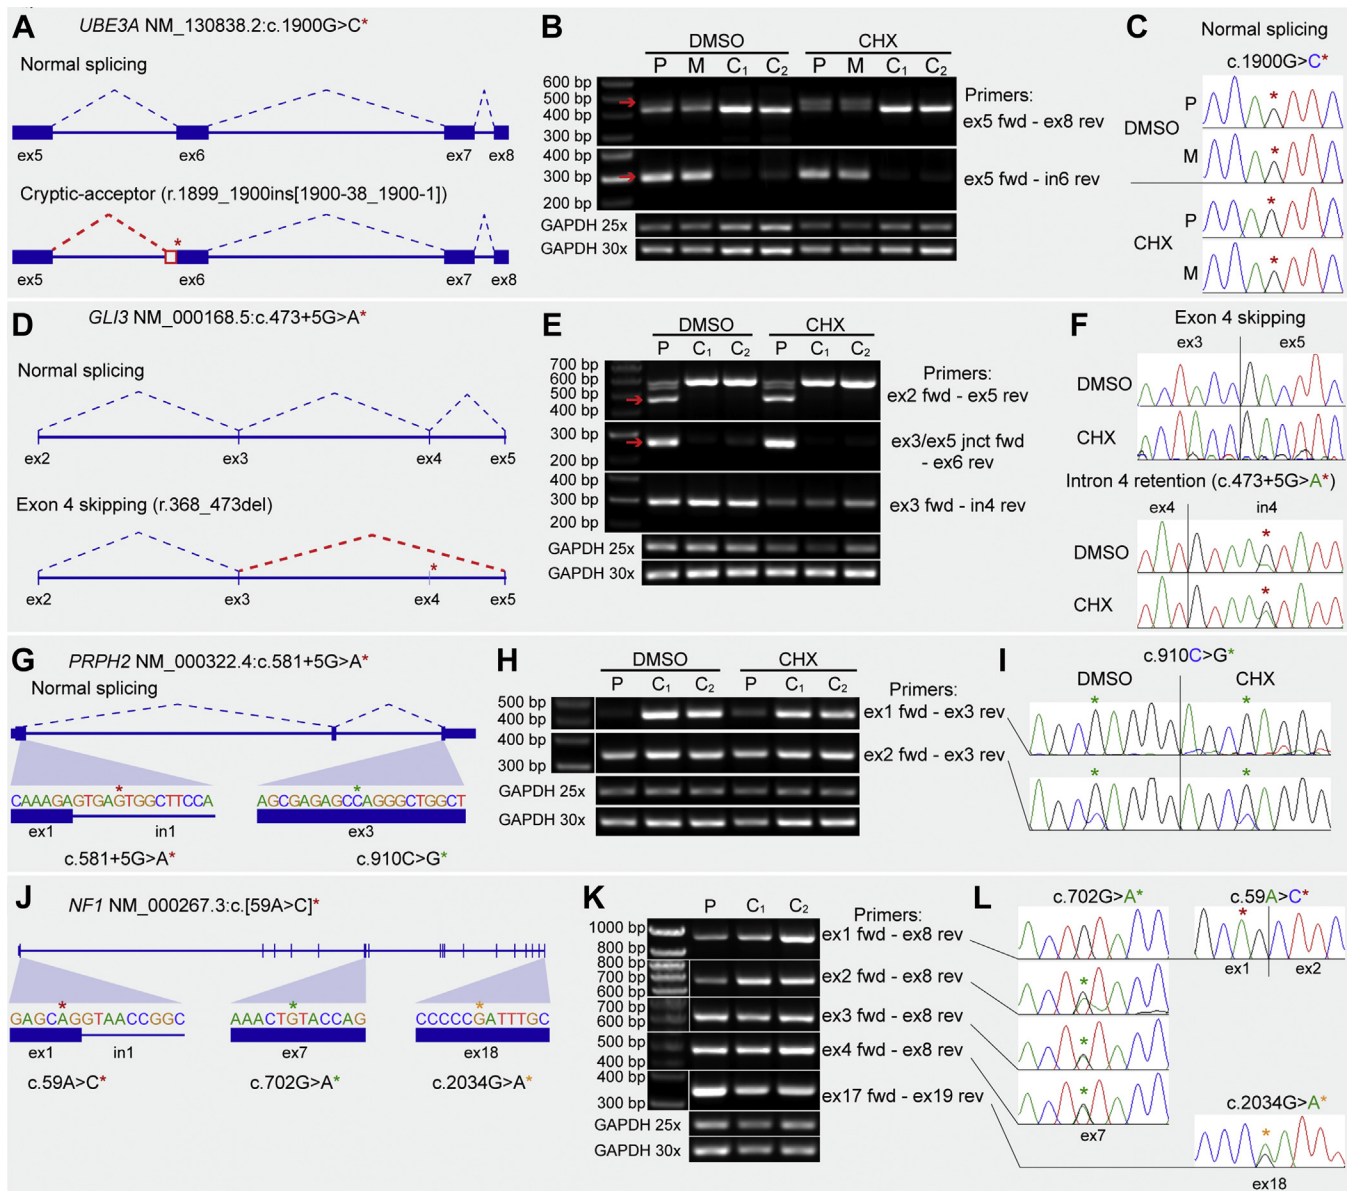 A
UBE3A NM_130838.2:c.1900G>C*
Normal splicing
ex5 ex6 ex7 ex8
Cryptic-acceptor (r.1899_1900ins[1900-38_1900-1])
*
ex5 ex6 ex7 ex8
B
DMSO CHX
P M C1 C2 P M C1 C2
600 bp
500 bp
400 bp
300 bp
Primers:
ex5 fwd - ex8 rev
400 bp
300 bp
200 bp
ex5 fwd - in6 rev
GAPDH 25x
GAPDH 30x
C
Normal splicing
c.1900G>C*
DMSO
P *
M *
CHX
P *
M *
D
GLI3 NM_000168.5:c.473+5G>A*
Normal splicing
ex2 ex3 ex4 ex5
Exon 4 skipping (r.368_473del)
*
ex2 ex3 ex4 ex5
E
DMSO CHX
P C1 C2 P C1 C2
700 bp
600 bp
500 bp
400 bp
Primers:
ex2 fwd - ex5 rev
300 bp
200 bp
ex3/ex5 jnct fwd
- ex6 rev
400 bp
300 bp
200 bp
ex3 fwd - in4 rev
GAPDH 25x
GAPDH 30x
F
Exon 4 skipping
ex3 ex5
DMSO
CHX
Intron 4 retention (c.473+5G>A*)
ex4 in4
DMSO *
CHX *
G
PRPH2 NM_000322.4:c.581+5G>A*
Normal splicing
* *
CAAAGAGTGAGTGGCTTCCA AGCGAGAGCCAGGGCTGGCT
ex1 in1 ex3
c.581+5G>A* c.910C>G*
H
DMSO CHX
P C1 C2 P C1 C2
500 bp
400 bp
Primers:
ex1 fwd - ex3 rev
400 bp
300 bp
ex2 fwd - ex3 rev
GAPDH 25x
GAPDH 30x
I
c.910C>G*
DMSO CHX
* *
* *
J
NF1 NM_000267.3:c.[59A>C]*
* * *
GAGCAGGTAACCGGC AAACTGTACCAG CCCCCGATTTGC
ex1 in1 ex7 ex18
c.59A>C* c.702G>A* c.2034G>A*
K
P C1 C2
1000 bp
800 bp
Primers:
ex1 fwd - ex8 rev
800 bp
700 bp
600 bp
ex2 fwd - ex8 rev
700 bp
600 bp
ex3 fwd - ex8 rev
500 bp
400 bp
ex4 fwd - ex8 rev
400 bp
300 bp
ex17 fwd - ex19 rev
GAPDH 25x
GAPDH 30x
L
c.702G>A* c.59A>C*
*
ex1 ex2
*
*
*
ex7
c.2034G>A*
*
ex18